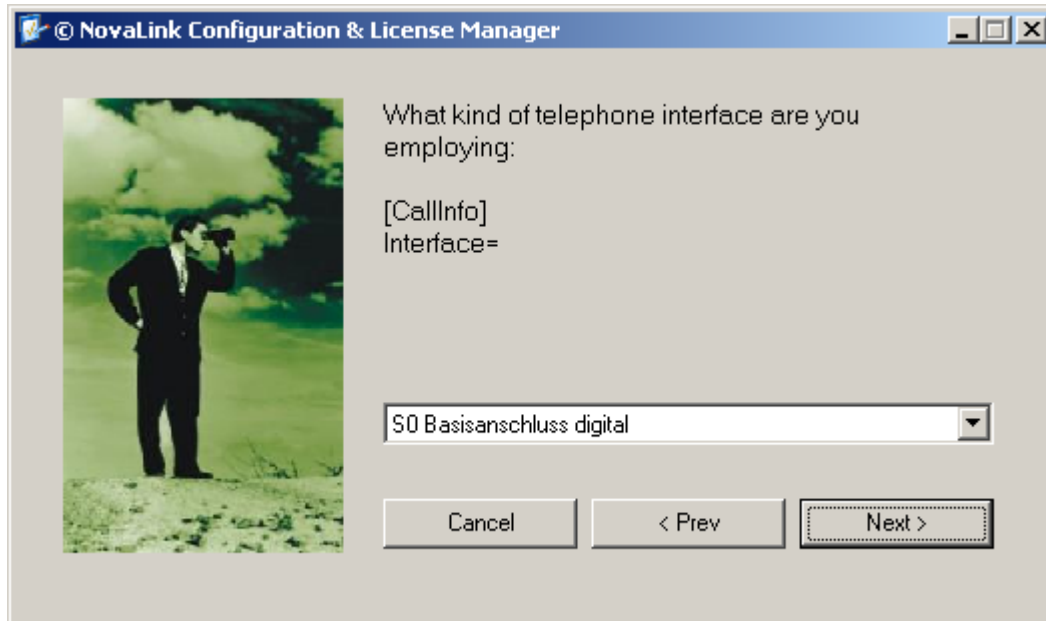 © NovaLink Configuration & License Manager
What kind of telephone interface are you
employing:
[CallInfo]
Interface=
S0 Basisanschluss digital
Cancel
< Prev
Next >